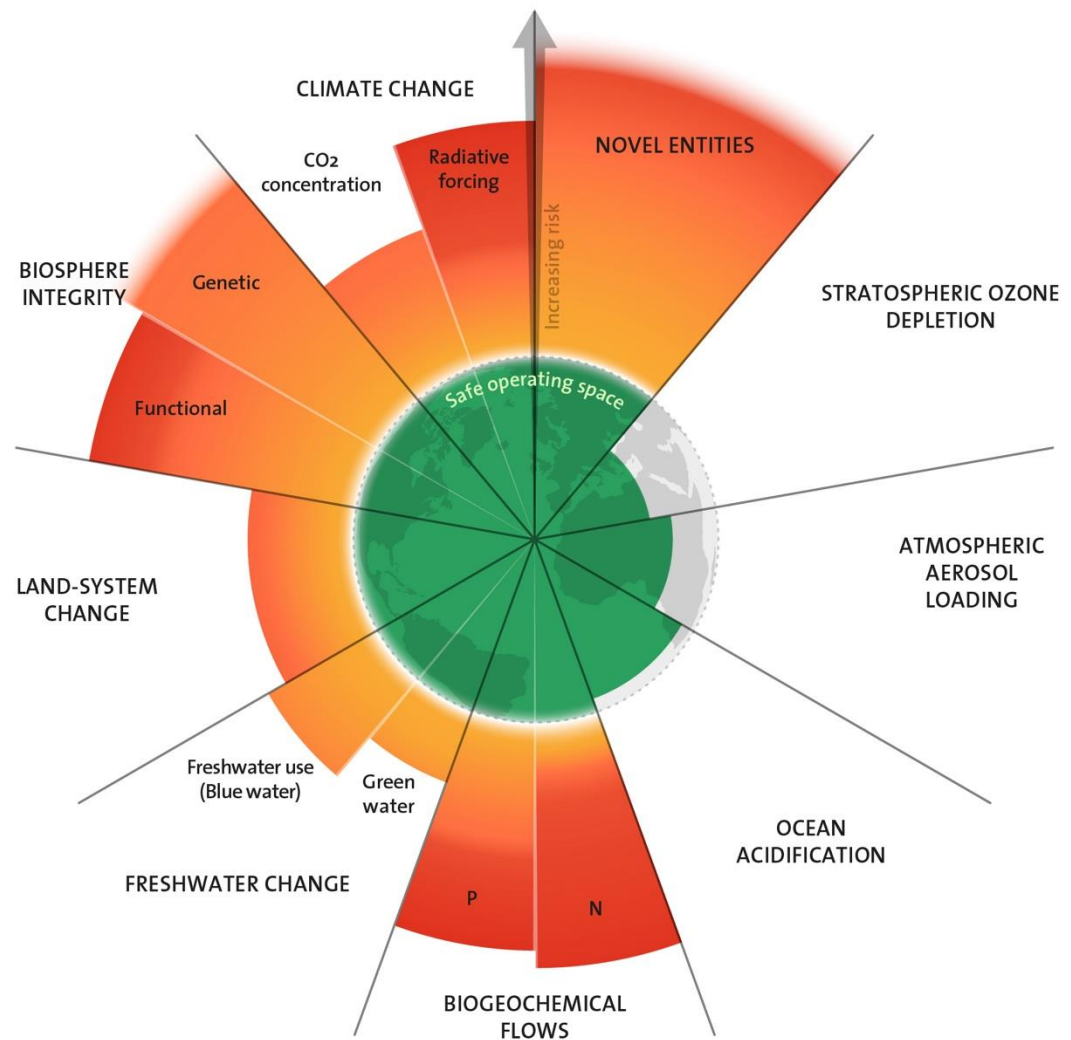 CLIMATE CHANGE
CO2
concentration
Radiative
forcing
NOVEL ENTITIES
Increasing risk
BIOSPHERE
INTEGRITY
Genetic
Functional
STRATOSPHERIC OZONE
DEPLETION
Safe operating space
ATMOSPHERIC
AEROSOL
LOADING
LAND-SYSTEM
CHANGE
Freshwater use
(Blue water)
Green
water
FRESHWATER CHANGE
OCEAN
ACIDIFICATION
P
N
BIOGEOCHEMICAL
FLOWS